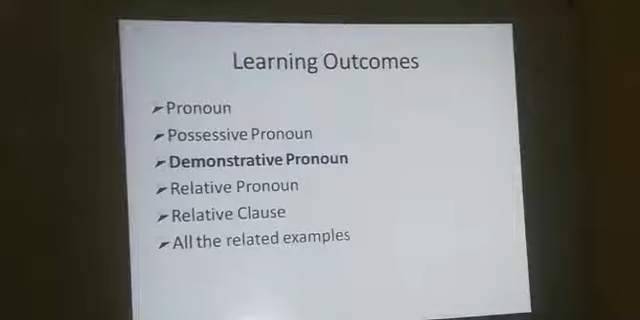 Learning Outcomes
➤Pronoun
➤Possessive Pronoun
➤Demonstrative Pronoun
➤Relative Pronoun
➤Relative Clause
➤All the related examples